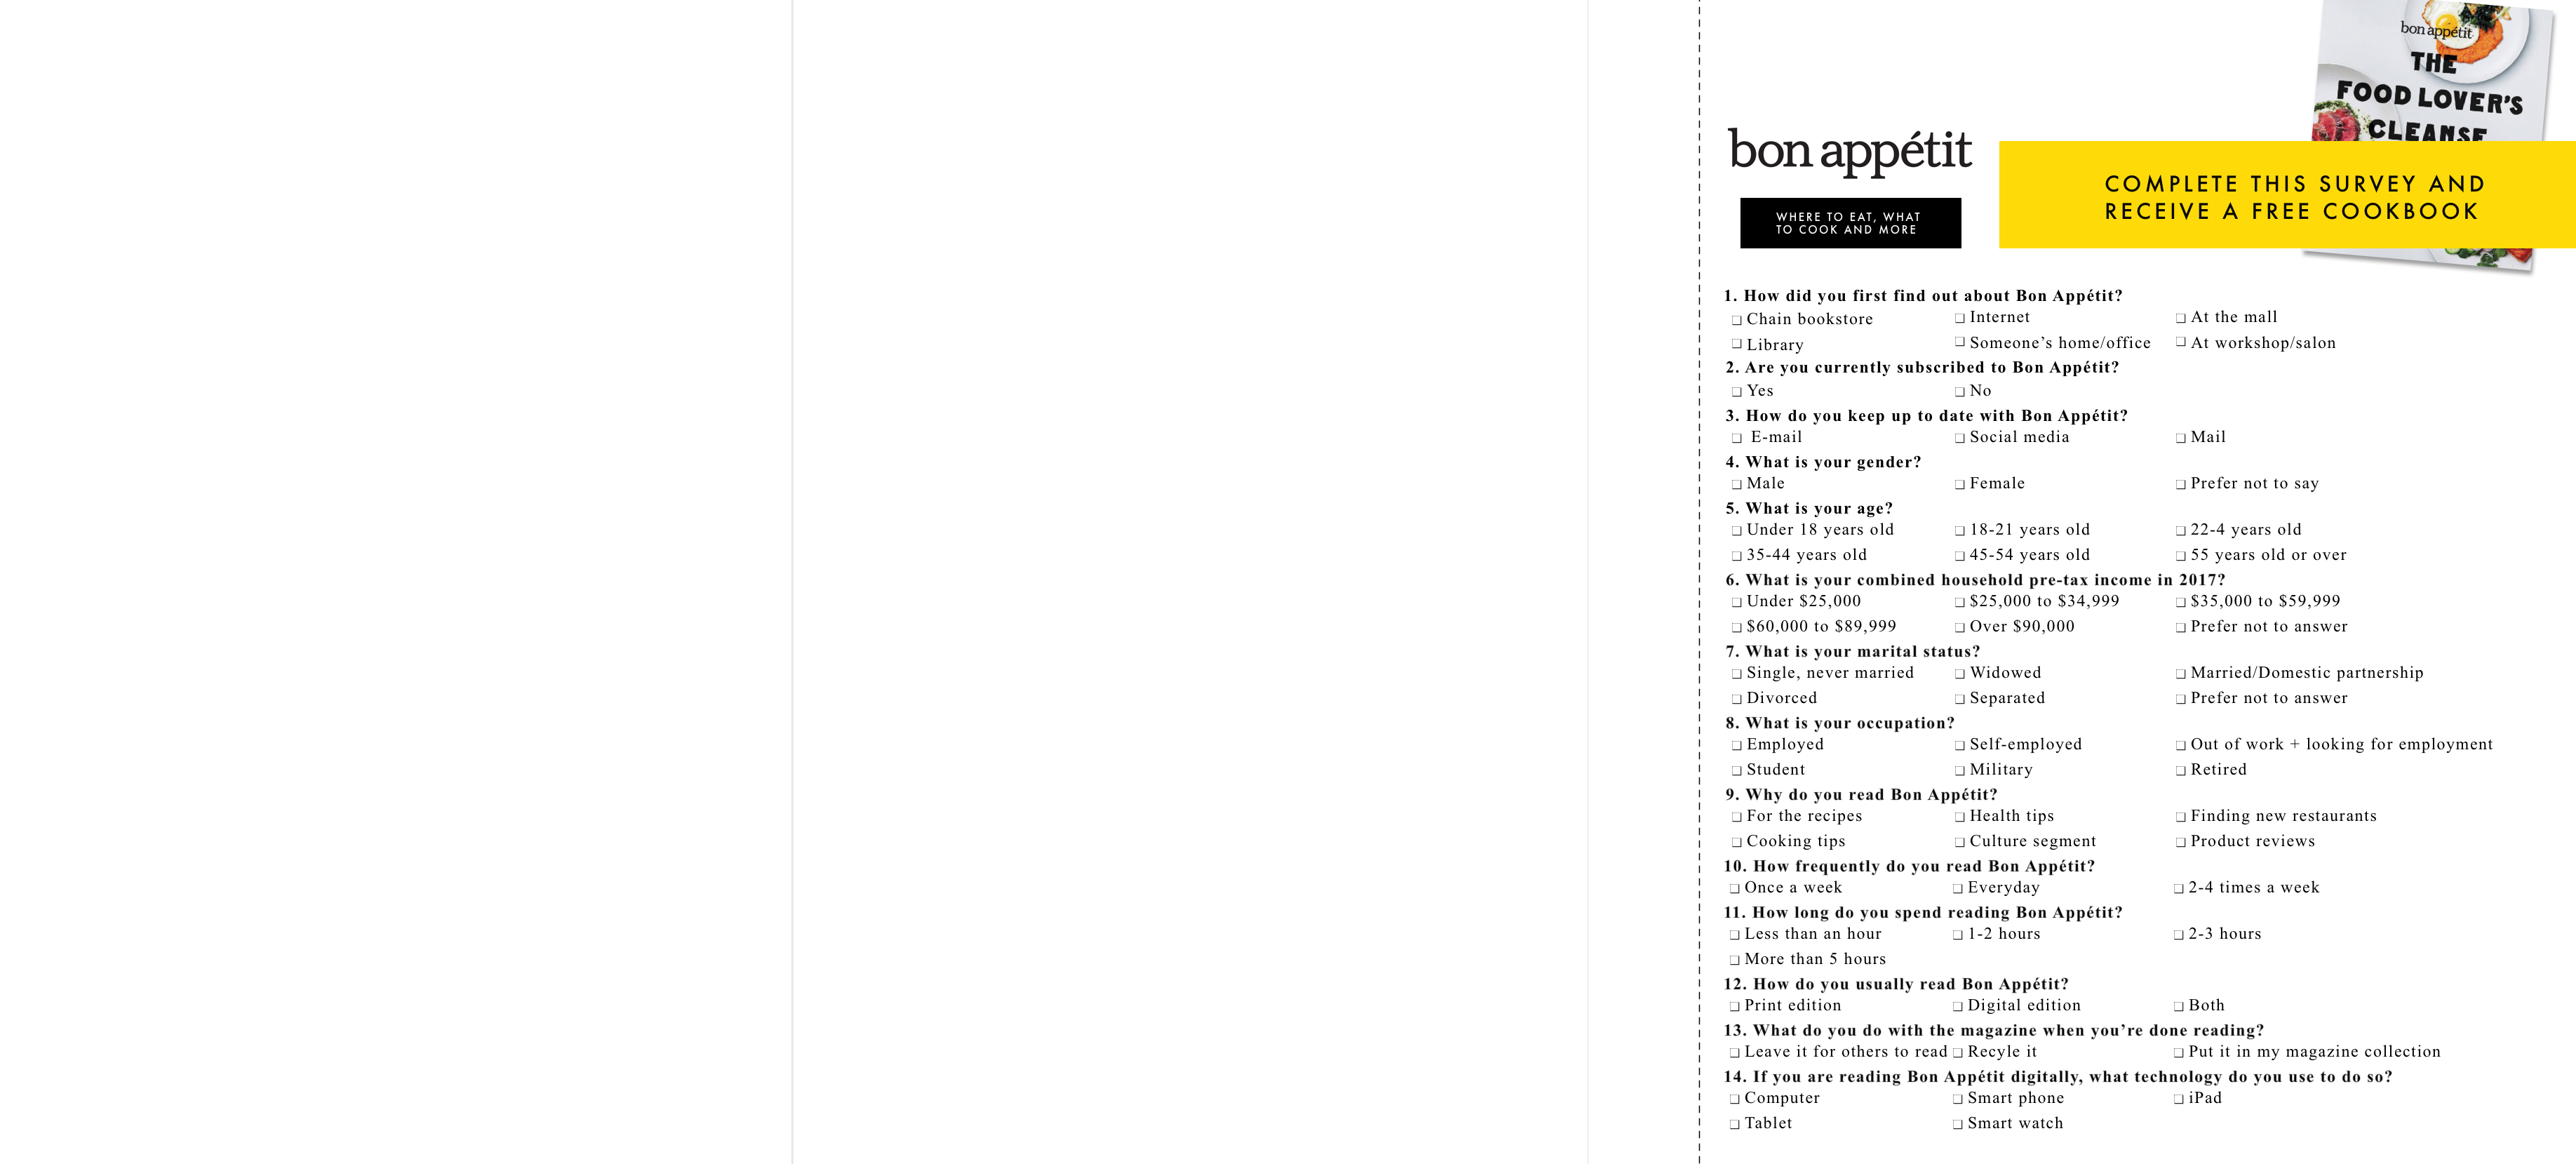 bon appétit
THE
FOOD LOVER'S
CLEANSE
bon appétit
COMPLETE THIS SURVEY AND
RECEIVE A FREE COOKBOOK
WHERE TO EAT, WHAT
TO COOK AND MORE
1. How did you first find out about Bon Appétit?
❏ Chain bookstore ❏ Internet ❏ At the mall
❏ Library ❏ Someone’s home/office ❏ At workshop/salon
2. Are you currently subscribed to Bon Appétit?
❏ Yes ❏ No
3. How do you keep up to date with Bon Appétit?
❏ E-mail ❏ Social media ❏ Mail
4. What is your gender?
❏ Male ❏ Female ❏ Prefer not to say
5. What is your age?
❏ Under 18 years old ❏ 18-21 years old ❏ 22-4 years old
❏ 35-44 years old ❏ 45-54 years old ❏ 55 years old or over
6. What is your combined household pre-tax income in 2017?
❏ Under $25,000 ❏ $25,000 to $34,999 ❏ $35,000 to $59,999
❏ $60,000 to $89,999 ❏ Over $90,000 ❏ Prefer not to answer
7. What is your marital status?
❏ Single, never married ❏ Widowed ❏ Married/Domestic partnership
❏ Divorced ❏ Separated ❏ Prefer not to answer
8. What is your occupation?
❏ Employed ❏ Self-employed ❏ Out of work + looking for employment
❏ Student ❏ Military ❏ Retired
9. Why do you read Bon Appétit?
❏ For the recipes ❏ Health tips ❏ Finding new restaurants
❏ Cooking tips ❏ Culture segment ❏ Product reviews
10. How frequently do you read Bon Appétit?
❏ Once a week ❏ Everyday ❏ 2-4 times a week
11. How long do you spend reading Bon Appétit?
❏ Less than an hour ❏ 1-2 hours ❏ 2-3 hours
❏ More than 5 hours
12. How do you usually read Bon Appétit?
❏ Print edition ❏ Digital edition ❏ Both
13. What do you do with the magazine when you’re done reading?
❏ Leave it for others to read ❏ Recyle it ❏ Put it in my magazine collection
14. If you are reading Bon Appétit digitally, what technology do you use to do so?
❏ Computer ❏ Smart phone ❏ iPad
❏ Tablet ❏ Smart watch